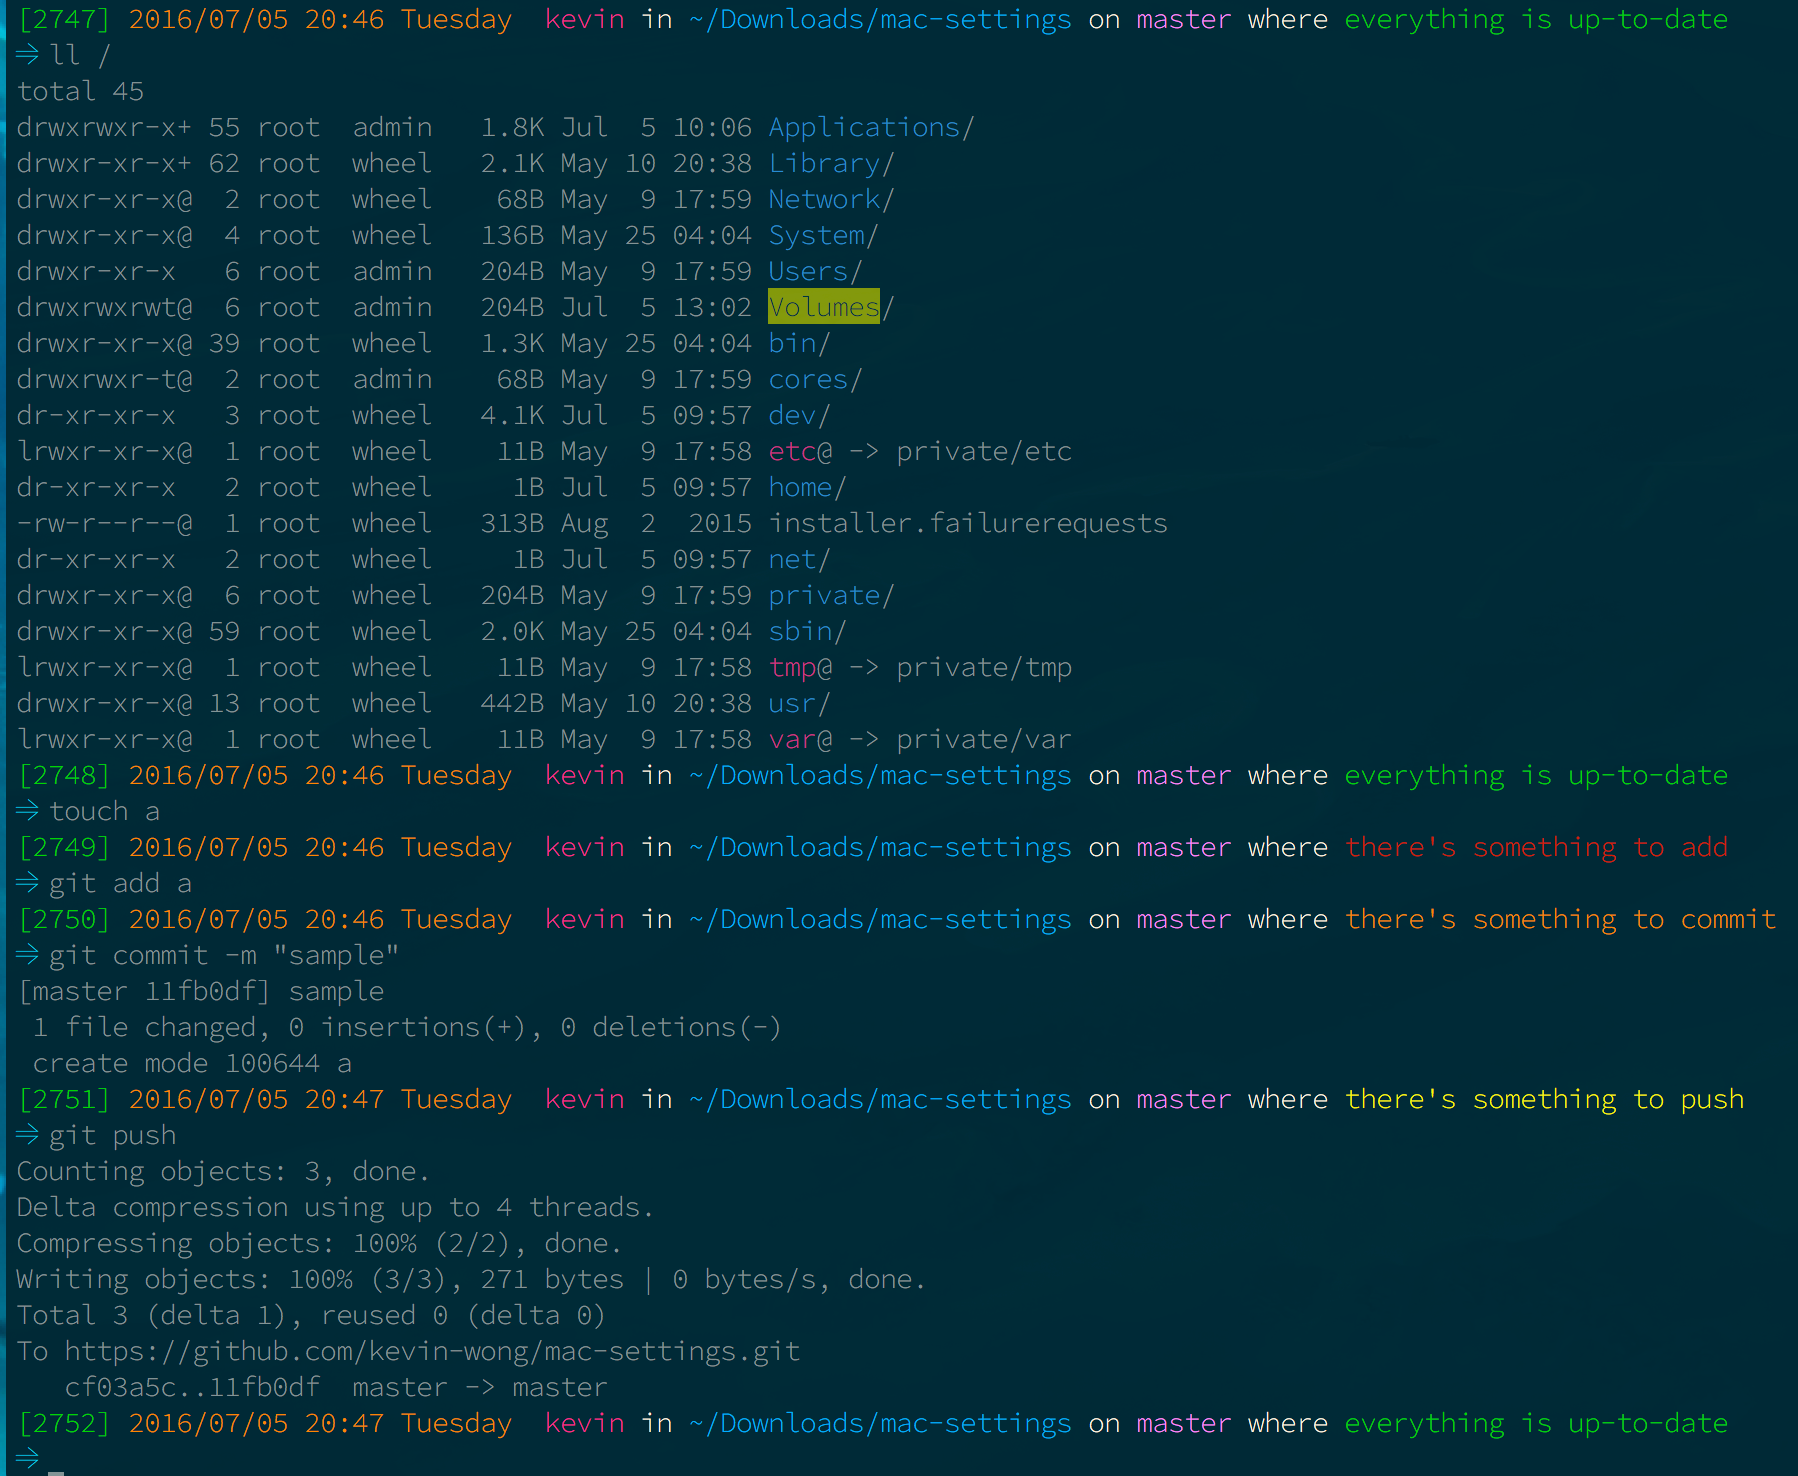 [2747] 2016/07/05 20:46 Tuesday  kevin in ~/Downloads/mac-settings on master where everything is up-to-date
⇒ ll /
total 45
drwxrwxr-x+ 55 root  admin   1.8K Jul  5 10:06 Applications/
drwxr-xr-x+ 62 root  wheel   2.1K May 10 20:38 Library/
drwxr-xr-x@  2 root  wheel    68B May  9 17:59 Network/
drwxr-xr-x@  4 root  wheel   136B May 25 04:04 System/
drwxr-xr-x   6 root  admin   204B May  9 17:59 Users/
drwxrwxrwt@  6 root  admin   204B Jul  5 13:02 Volumes/
drwxr-xr-x@ 39 root  wheel   1.3K May 25 04:04 bin/
drwxrwxr-t@  2 root  admin    68B May  9 17:59 cores/
dr-xr-xr-x   3 root  wheel   4.1K Jul  5 09:57 dev/
lrwxr-xr-x@  1 root  wheel    11B May  9 17:58 etc@ -> private/etc
dr-xr-xr-x   2 root  wheel     1B Jul  5 09:57 home/
-rw-r--r--@  1 root  wheel   313B Aug  2  2015 installer.failurerequests
dr-xr-xr-x   2 root  wheel     1B Jul  5 09:57 net/
drwxr-xr-x@  6 root  wheel   204B May  9 17:59 private/
drwxr-xr-x@ 59 root  wheel   2.0K May 25 04:04 sbin/
lrwxr-xr-x@  1 root  wheel    11B May  9 17:58 tmp@ -> private/tmp
drwxr-xr-x@ 13 root  wheel   442B May 10 20:38 usr/
lrwxr-xr-x@  1 root  wheel    11B May  9 17:58 var@ -> private/var
[2748] 2016/07/05 20:46 Tuesday  kevin in ~/Downloads/mac-settings on master where everything is up-to-date
⇒ touch a
[2749] 2016/07/05 20:46 Tuesday  kevin in ~/Downloads/mac-settings on master where there's something to add
⇒ git add a
[2750] 2016/07/05 20:46 Tuesday  kevin in ~/Downloads/mac-settings on master where there's something to commit
⇒ git commit -m "sample"
[master 11fb0df] sample
 1 file changed, 0 insertions(+), 0 deletions(-)
 create mode 100644 a
[2751] 2016/07/05 20:47 Tuesday  kevin in ~/Downloads/mac-settings on master where there's something to push
⇒ git push
Counting objects: 3, done.
Delta compression using up to 4 threads.
Compressing objects: 100% (2/2), done.
Writing objects: 100% (3/3), 271 bytes | 0 bytes/s, done.
Total 3 (delta 1), reused 0 (delta 0)
To https://github.com/kevin-wong/mac-settings.git
   cf03a5c..11fb0df  master -> master
[2752] 2016/07/05 20:47 Tuesday  kevin in ~/Downloads/mac-settings on master where everything is up-to-date
⇒